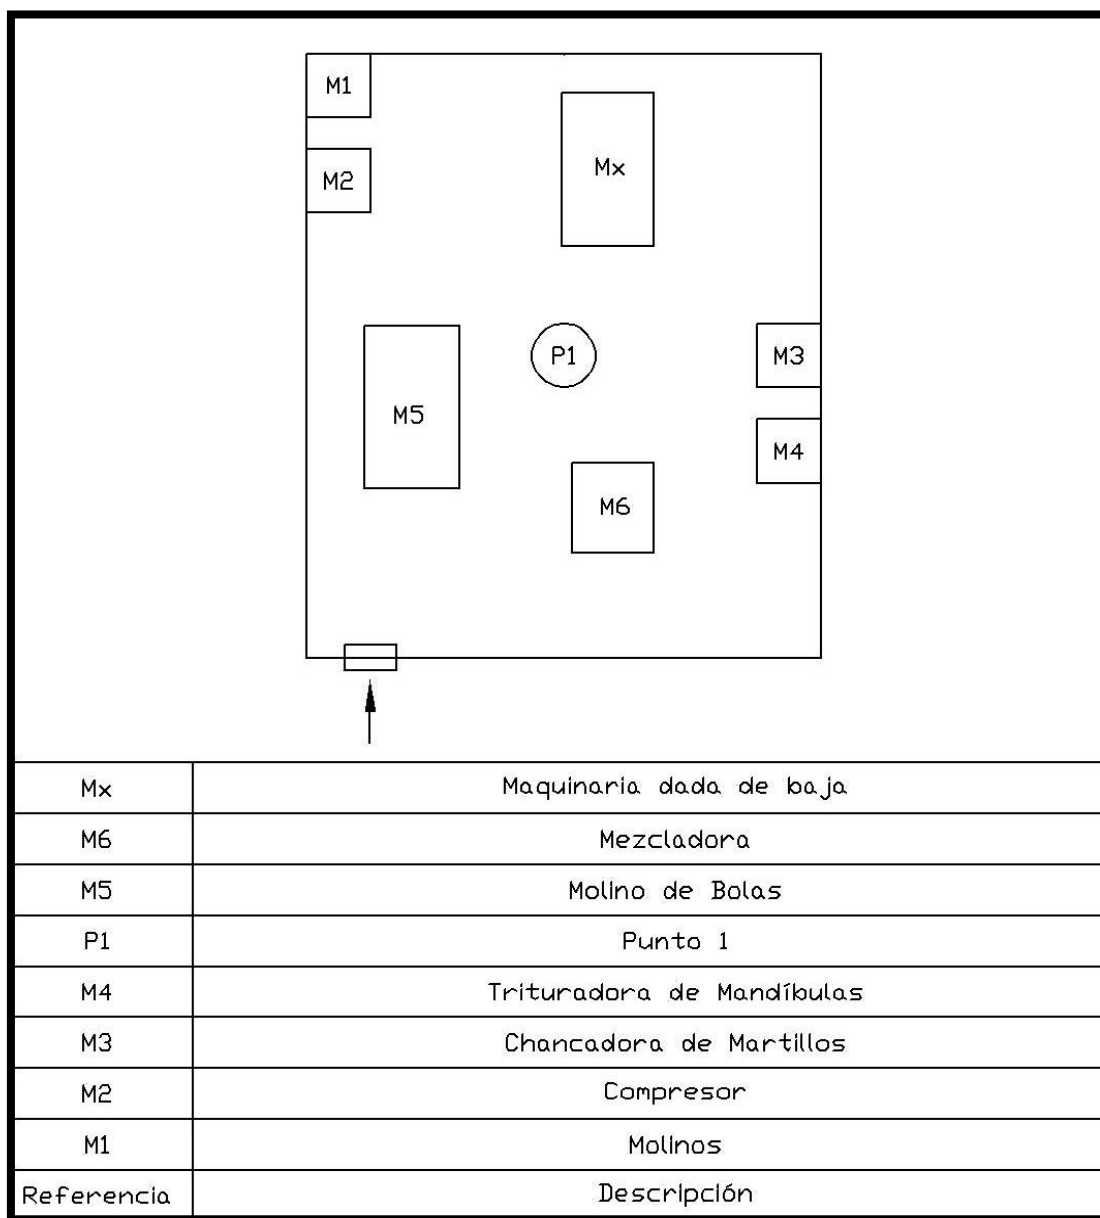 M1
Mx
M2
P1
M3
M5
M4
M6
Mx Maquinaria dada de baja
M6 Mezcladora
M5 Molino de Bolas
P1 Punto 1
M4 Trituradora de Mandíbulas
M3 Chancadora de Martillos
M2 Compresor
M1 Molinos
Referencia Descripción